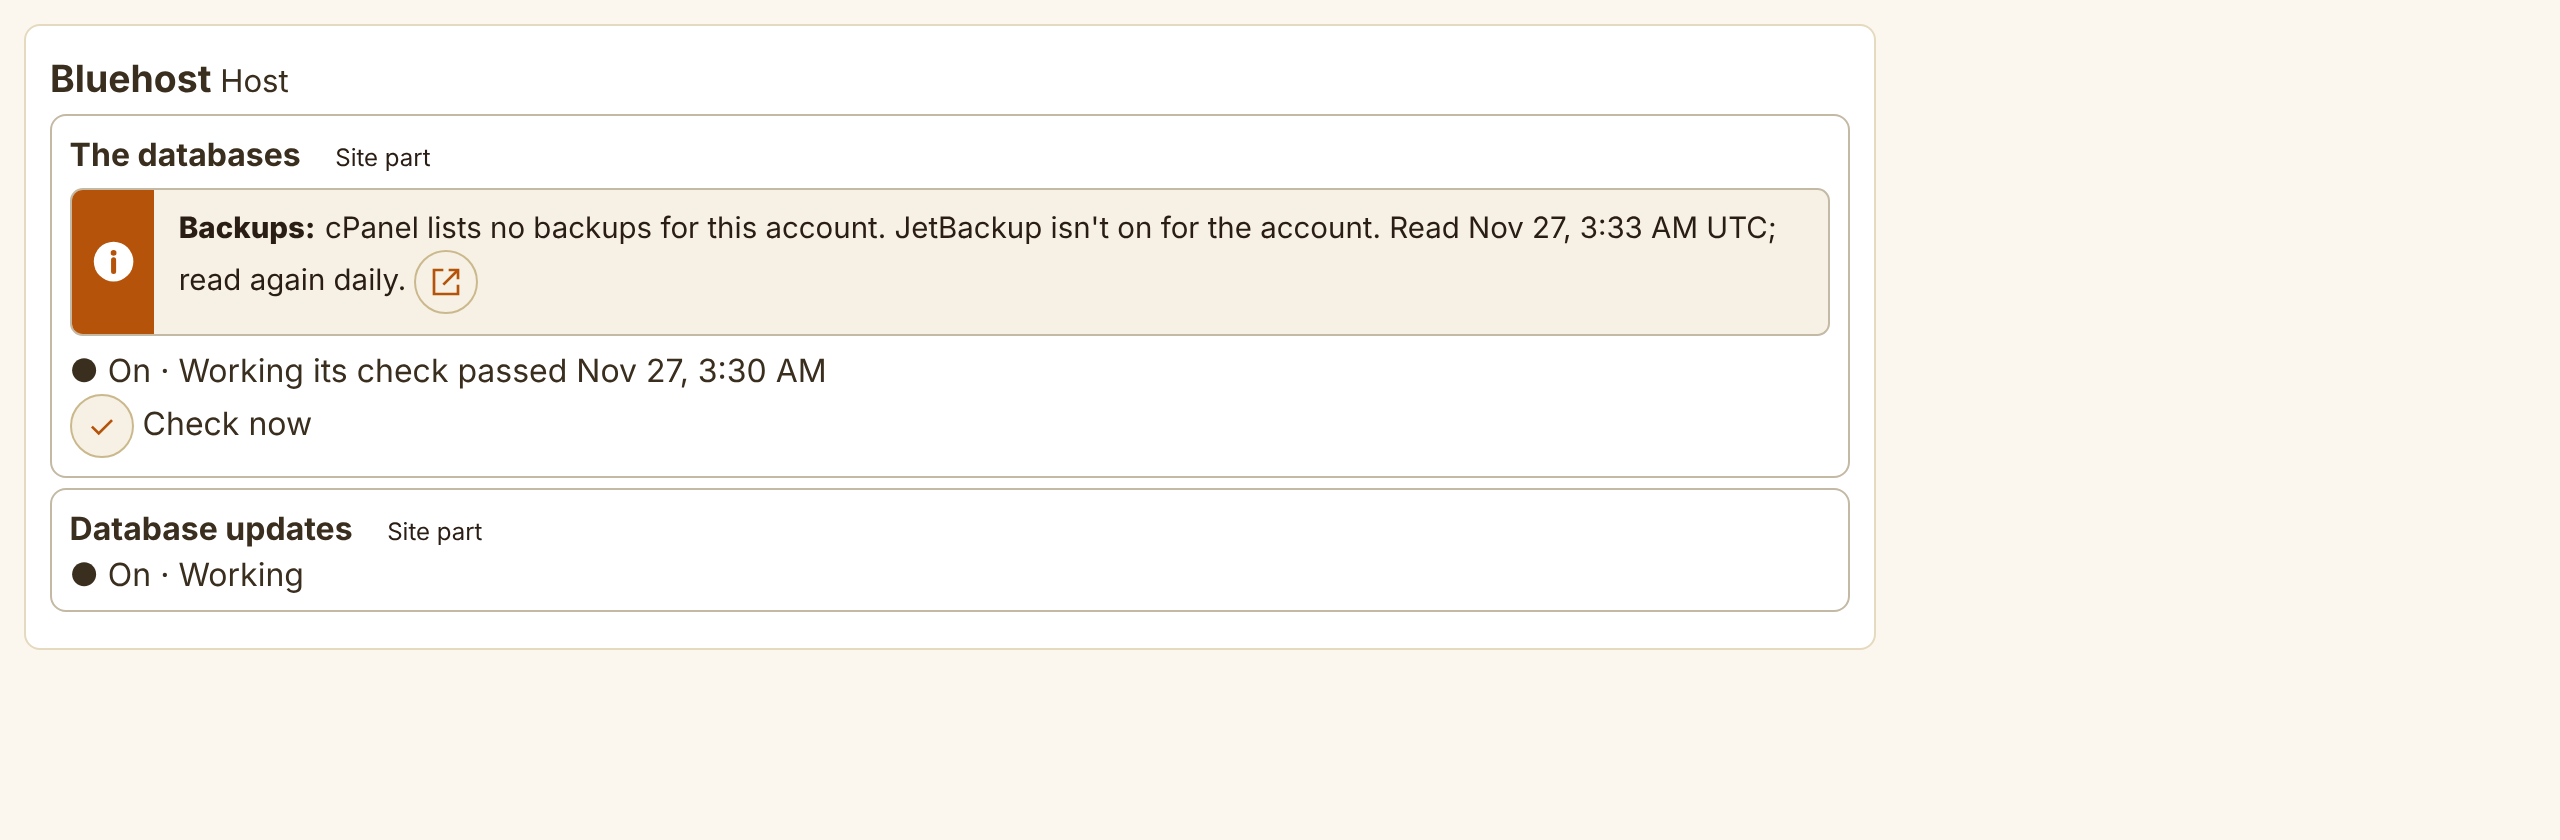 Bluehost Host
The databases Site part
Backups: cPanel lists no backups for this account. JetBackup isn't on for the account. Read Nov 27, 3:33 AM UTC;
read again daily.
On · Working its check passed Nov 27, 3:30 AM
Check now
Database updates Site part
On · Working